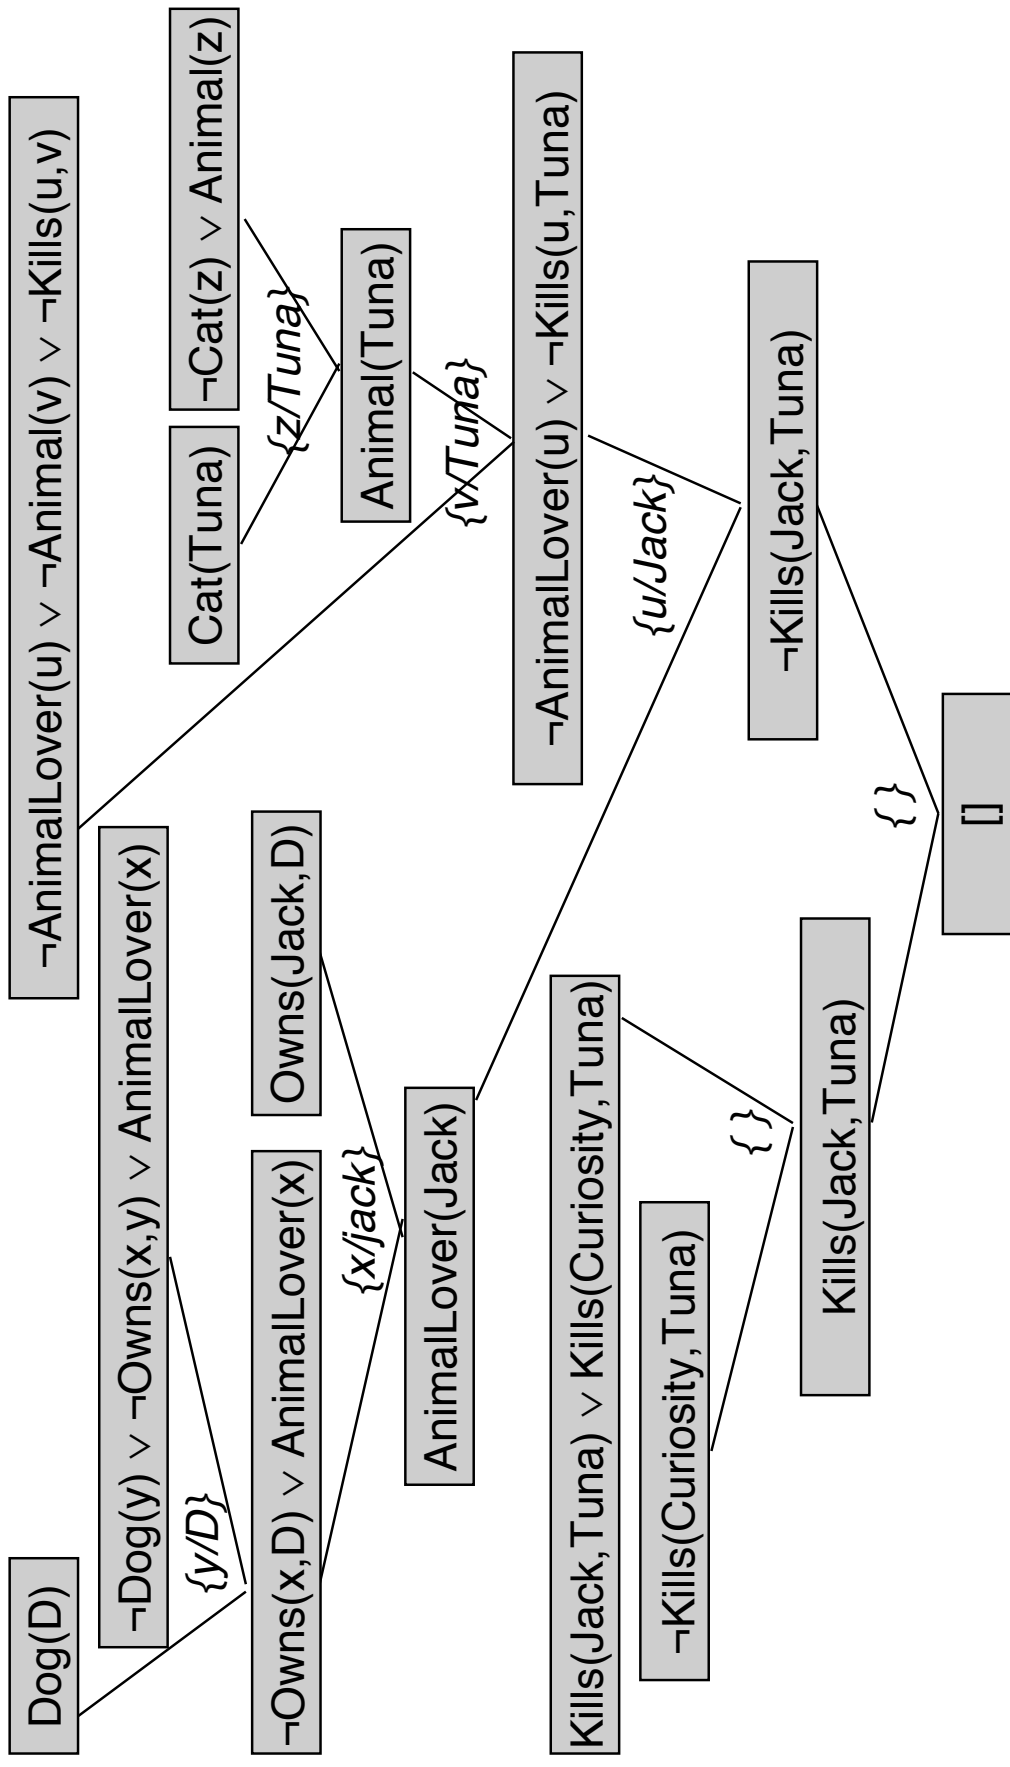 Dog(D)
¬AnimalLover(u) ∨ ¬Animal(v) ∨ ¬Kills(u,v)
¬Dog(y) ∨ ¬Owns(x,y) ∨ AnimalLover(x)
Cat(Tuna)
¬Cat(z) ∨ Animal(z)
{y/D}
{z/Tuna}
¬Owns(x,D) ∨ AnimalLover(x)
Owns(Jack,D)
Animal(Tuna)
{x/jack}
{v/Tuna}
AnimalLover(Jack)
¬AnimalLover(u) ∨ ¬Kills(u,Tuna)
Kills(Jack,Tuna) ∨ Kills(Curiosity,Tuna)
{u/Jack}
¬Kills(Curiosity,Tuna)
{ }
¬Kills(Jack,Tuna)
Kills(Jack,Tuna)
{ }
[]